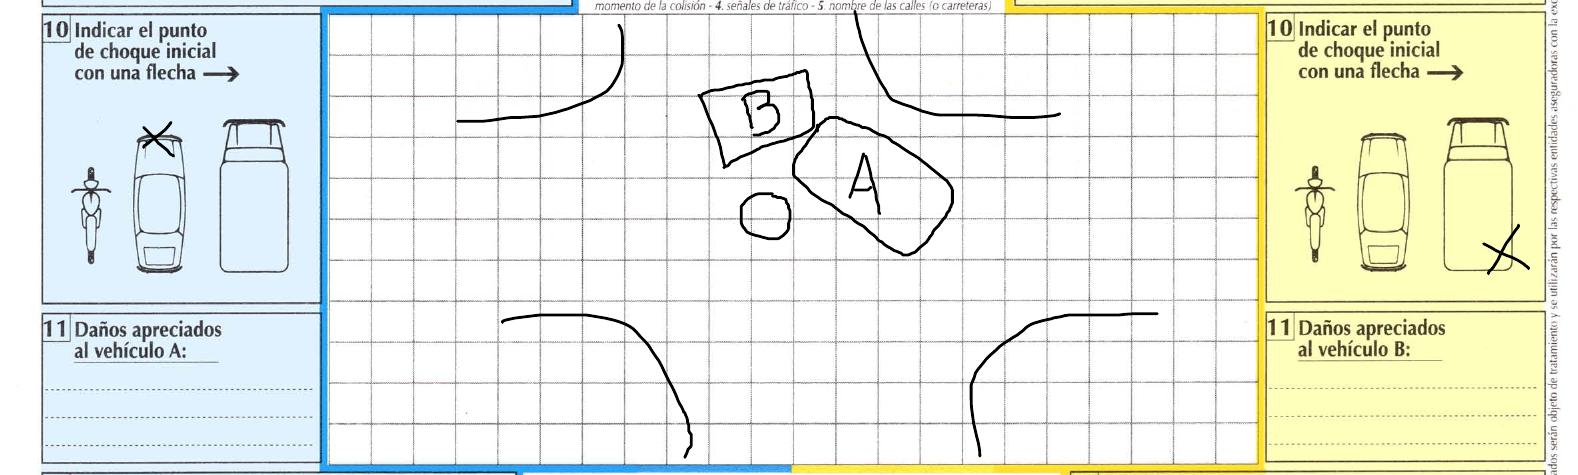 momento de la colisión - 4. señales de tráfico - 5. nombre de las calles (o carreteras)
10 Indicar el punto
de choque inicial
con una flecha →
B
A
11 Daños apreciados
al vehículo A:
10 Indicar el punto
de choque inicial
con una flecha →
11 Daños apreciados
al vehículo B:
serán objeto de tratamiento y se utilizarán por las respectivas entidades aseguradoras con la